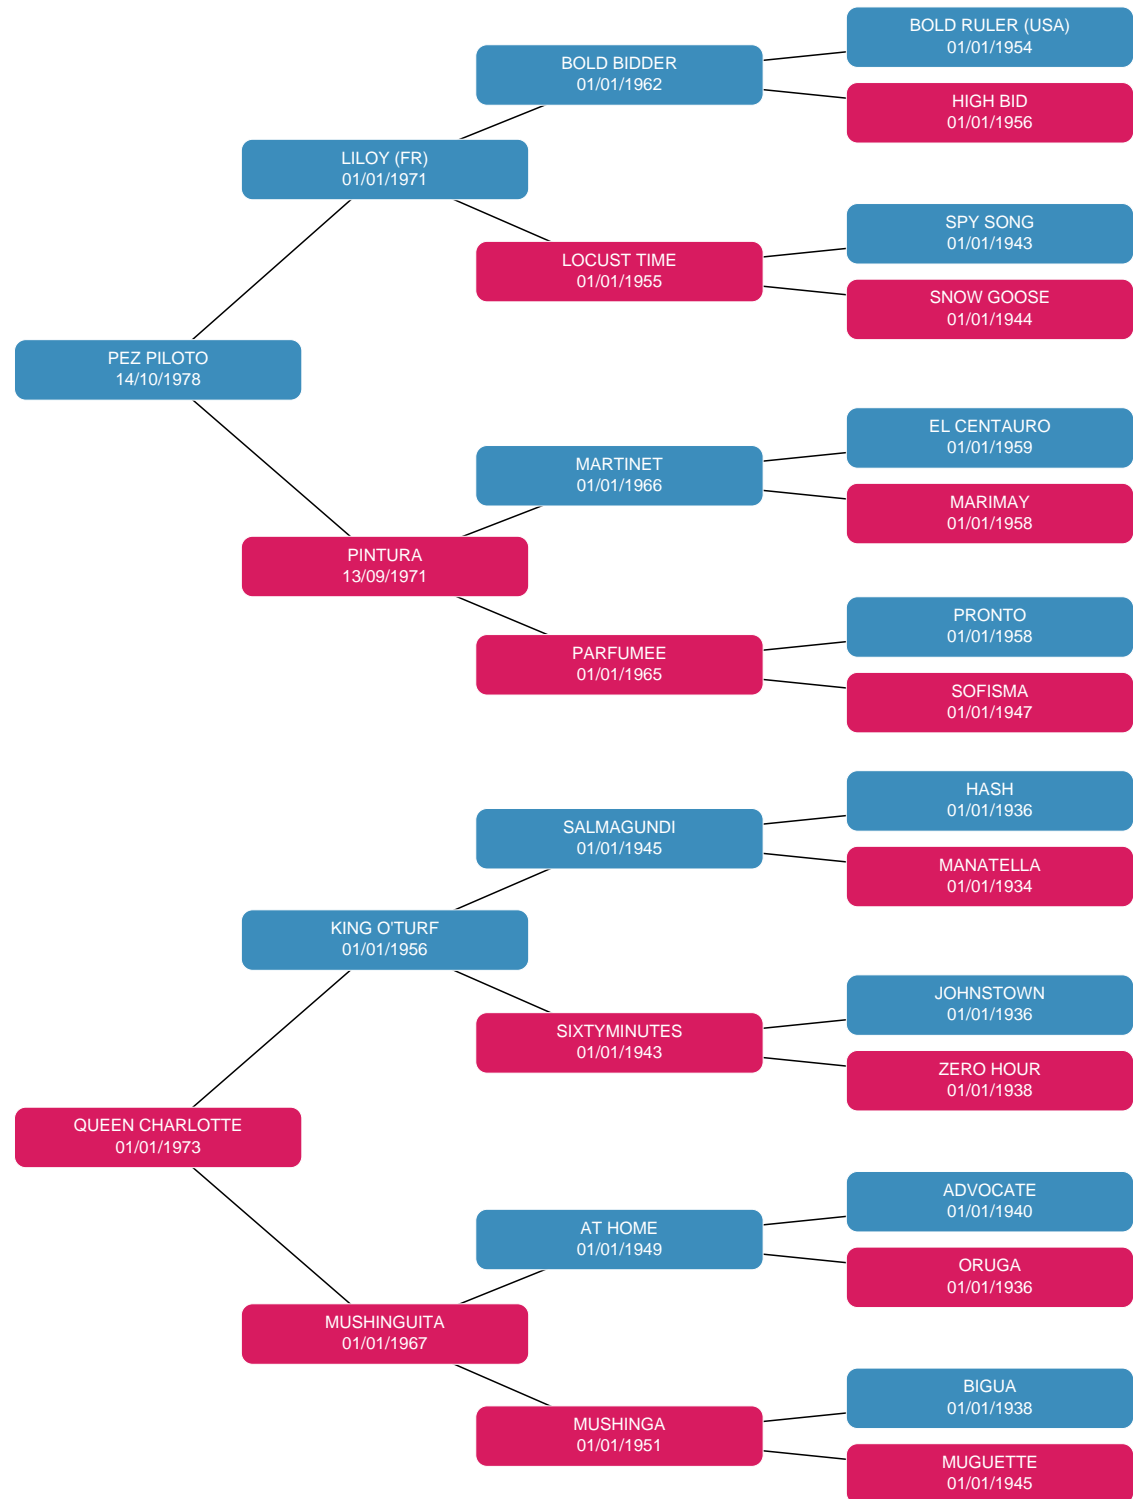 BOLD RULER (USA)
01/01/1954
BOLD BIDDER
01/01/1962
HIGH BID
01/01/1956
LILOY (FR)
01/01/1971
SPY SONG
01/01/1943
LOCUST TIME
01/01/1955
SNOW GOOSE
01/01/1944
PEZ PILOTO
14/10/1978
EL CENTAURO
01/01/1959
MARTINET
01/01/1966
MARIMAY
01/01/1958
PINTURA
13/09/1971
PRONTO
01/01/1958
PARFUMEE
01/01/1965
SOFISMA
01/01/1947
HASH
01/01/1936
SALMAGUNDI
01/01/1945
MANATELLA
01/01/1934
KING O'TURF
01/01/1956
JOHNSTOWN
01/01/1936
SIXTYMINUTES
01/01/1943
ZERO HOUR
01/01/1938
QUEEN CHARLOTTE
01/01/1973
ADVOCATE
01/01/1940
AT HOME
01/01/1949
ORUGA
01/01/1936
MUSHINGUITA
01/01/1967
BIGUA
01/01/1938
MUSHINGA
01/01/1951
MUGUETTE
01/01/1945